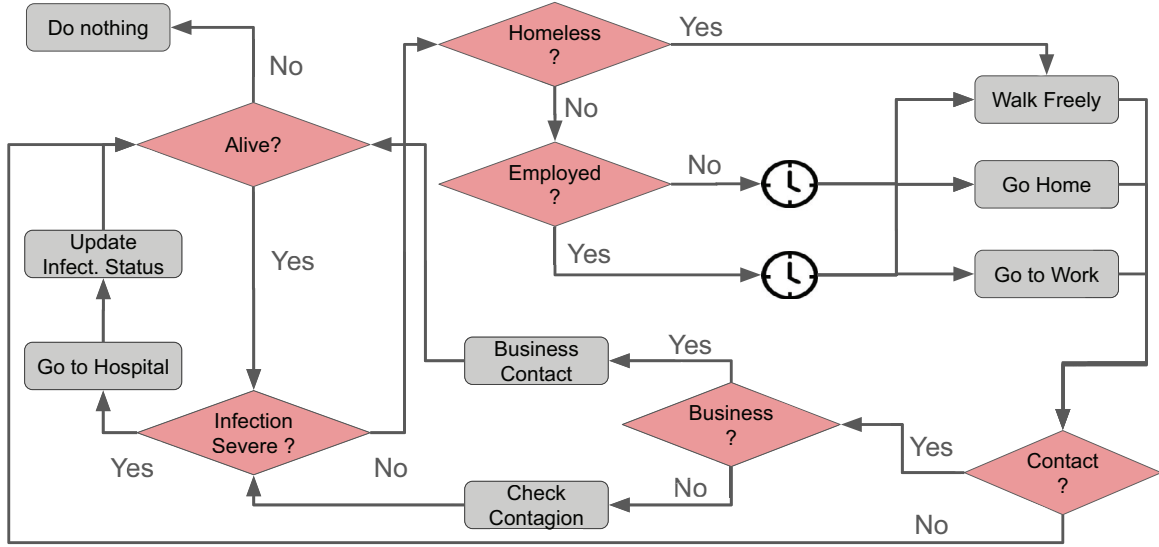 Do nothing
No
Alive?
Yes
Update
Infect. Status
Go to Hospital
Yes
Infection
Severe ?
No
Homeless
?
Yes
No
Employed
?
No
Yes
Walk Freely
Go Home
Go to Work
Business
Contact
Yes
Business
?
No
Check
Contagion
Yes
Contact
?
No